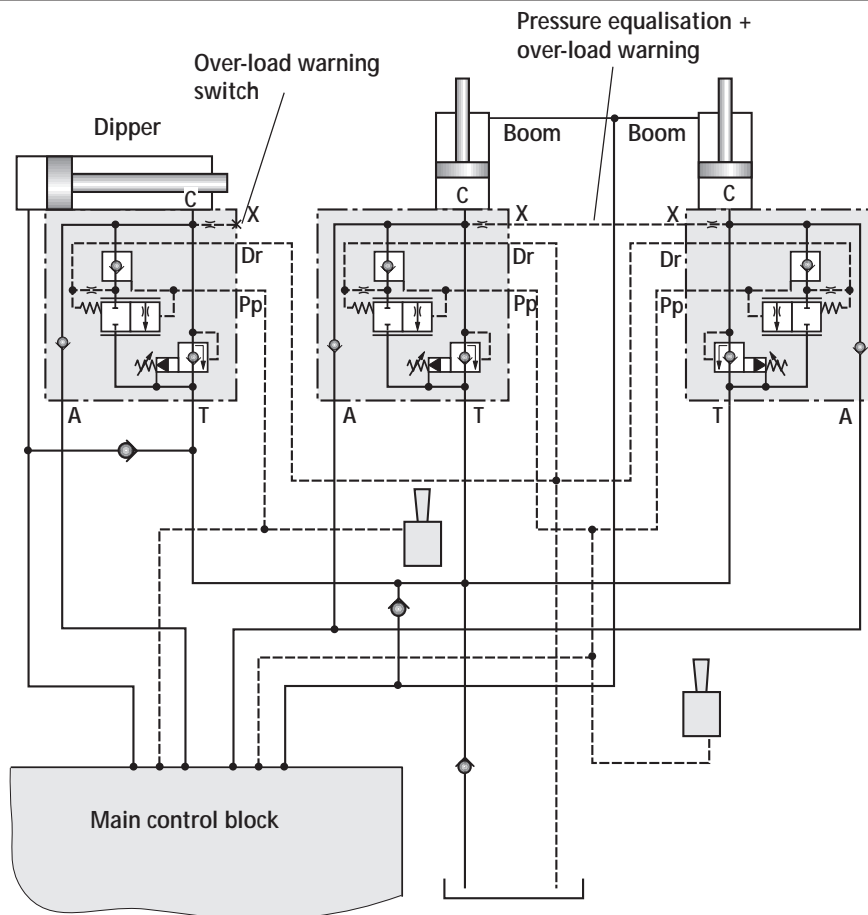 Pressure equalisation +
over-load warning
Over-load warning
switch
Dipper
Boom Boom
C C C
X X X
Dr Dr Dr
Pp Pp Pp
A T A T T A
Main control block